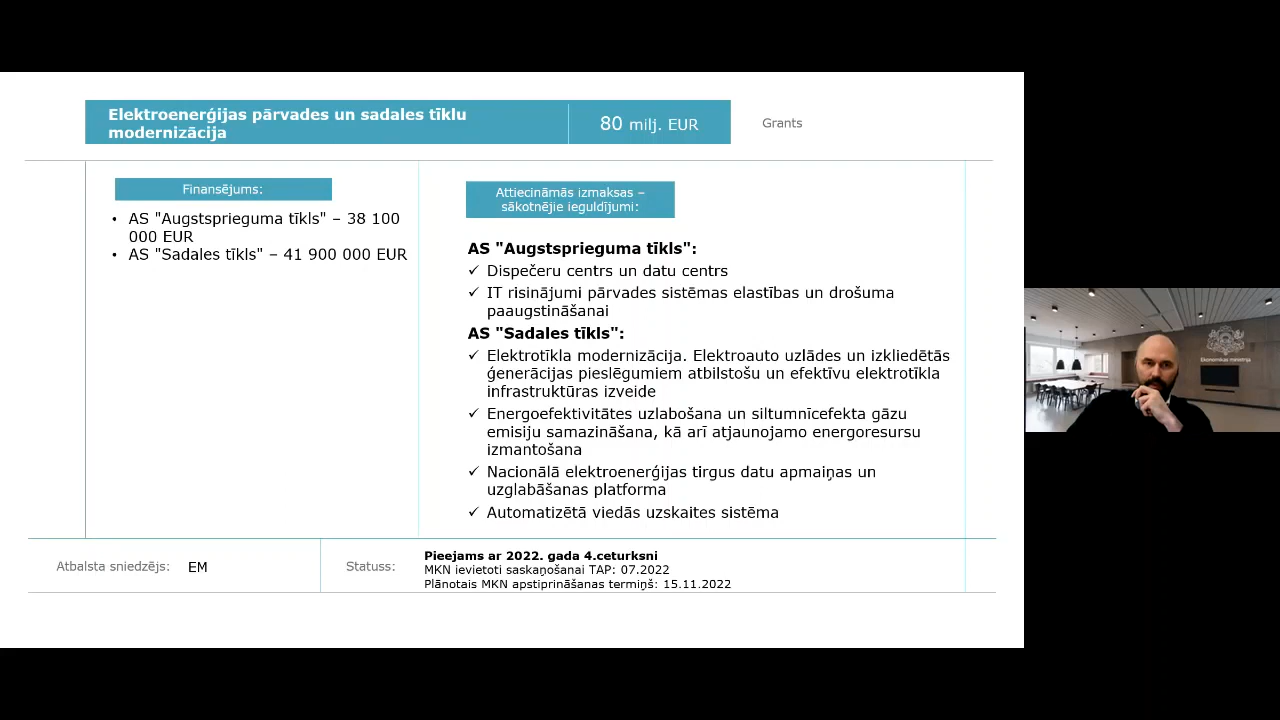 Elektroenerģijas pārvades un sadales tīklu
modernizācija
80 milj. EUR
Grants
Finansējums:
• AS "Augstsprieguma tīkls" – 38 100
000 EUR
• AS "Sadales tīkls" – 41 900 000 EUR
Attiecināmās izmaksas –
sākotnējie ieguldījumi:
AS "Augstsprieguma tīkls":
✓ Dispečeru centrs un datu centrs
✓ IT risinājumi pārvades sistēmas elastības un drošuma
paaugstināšanai
AS "Sadales tīkls":
✓ Elektrotīkla modernizācija. Elektroauto uzlādes un izkliedētās
ģenerācijas pieslēgumiem atbilstošu un efektīvu elektrotīkla
infrastruktūras izveide
✓ Energoefektivitātes uzlabošana un siltumnīcefekta gāzu
emisiju samazināšana, kā arī atjaunojamo energoresursu
izmantošana
✓ Nacionālā elektroenerģijas tirgus datu apmaiņas un
uzglabāšanas platforma
✓ Automatizētā viedās uzskaites sistēma
Atbalsta sniedzējs: EM
Statuss:
Pieejams ar 2022. gada 4.ceturksni
MKN ievietoti saskaņošanai TAP: 07.2022
Plānotais MKN apstiprināšanas termiņš: 15.11.2022
Ekonomikas ministrija